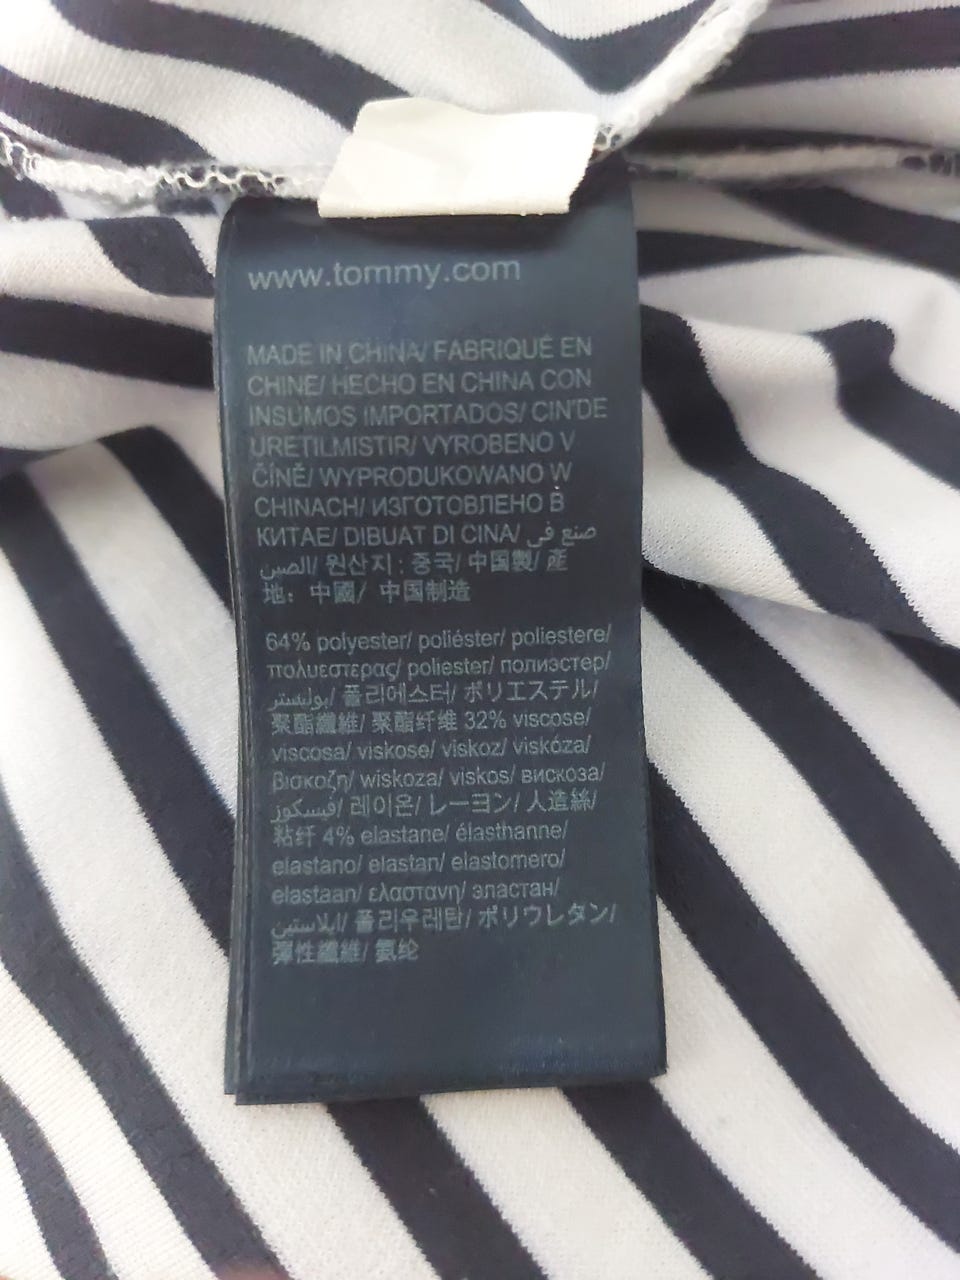 www.tommy.com
MADE IN CHINA/ FABRIQUÉ EN
CHINE/ HECHO EN CHINA CON
INSUMOS IMPORTADOS/ CIN'DE
URETILMISTIR/ VYROBENO V
ČÍNĚ/ WYPRODUKOWANO W
CHINACH/ ИЗГОТОВЛЕНО В
КИТАЕ/ DIBUAT DI CINA/ صنع في
الصين/ 원산지 : 중국/ 中国製/ 產
地： 中國/ 中国制造
64% polyester/ poliéster/ poliestere/
πολυεστερας/ poliester/ полиэстер/
بوليستر/ 폴리에스터/ ポリエステル/
聚酯纖維/ 聚酯纤维 32% viscose/
viscosa/ viskose/ viskoz/ viskóza/
βισκοζη/ wiskoza/ viskos/ вискоза/
فيسكوز/ 레이온/ レーヨン/ 人造絲/
粘纤 4% elastane/ élasthanne/
elastano/ elastan/ elastomero/
elastaan/ ελαστανη/ эластан/
ايلاستين/ 폴리우레탄/ ポリウレタン/
彈性纖維/ 氨纶